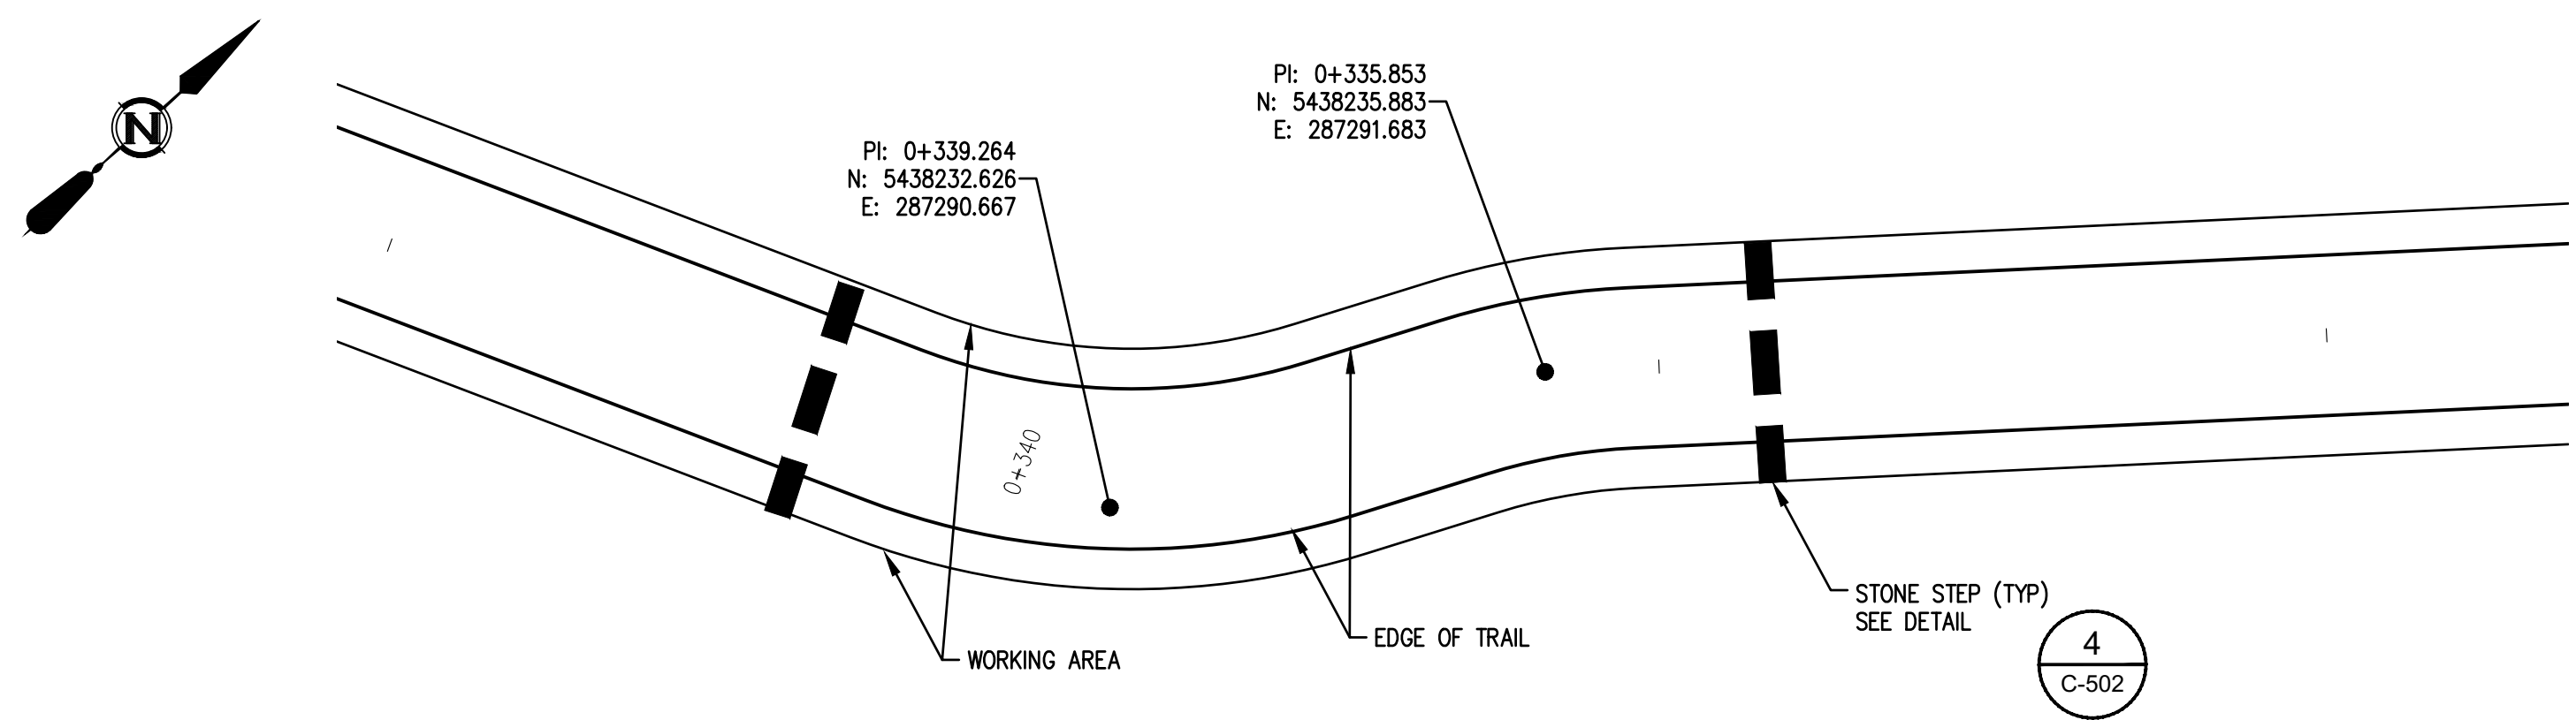 N
PI: 0+335.853
N: 5438235.883
E: 287291.683
PI: 0+339.264
N: 5438232.626
E: 287290.667
0+340
STONE STEP (TYP)
SEE DETAIL
4
C-502
EDGE OF TRAIL
WORKING AREA